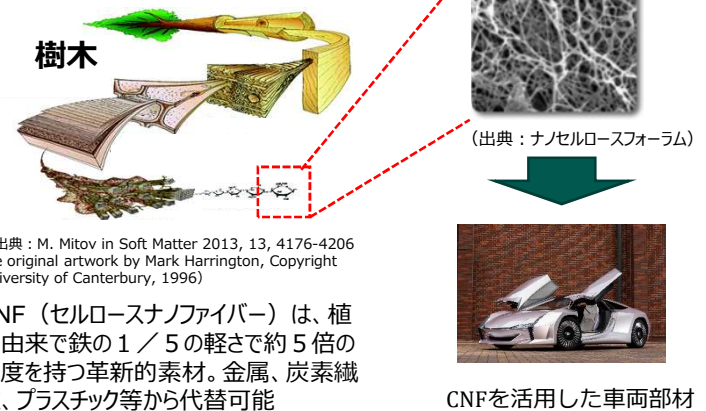 樹木
（出典：ナノセルロースフォーラム）
出典：M. Mitov in Soft Matter 2013, 13, 4176-4206
e original artwork by Mark Harrington, Copyright
iversity of Canterbury, 1996）
NF（セルロースナノファイバー）は、植
由来で鉄の１／５の軽さで約５倍の
度を持つ革新的素材。金属、炭素繊
、プラスチック等から代替可能
CNFを活用した車両部材